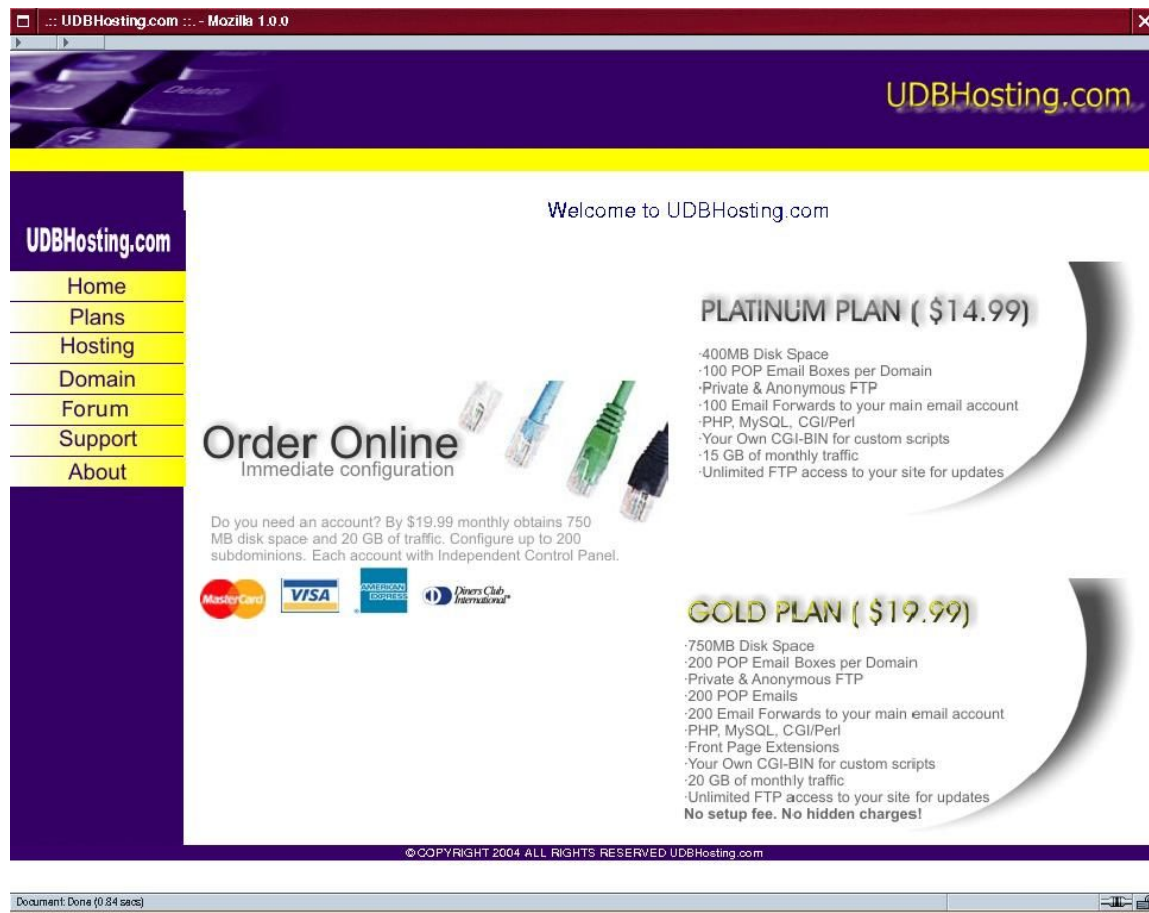 .:: UDBHosting.com ::. - Mozilla 1.0.0
Delete
UDBHosting.com
Welcome to UDBHosting.com
UDBHosting.com
Home
Plans
Hosting
Domain
Forum
Support
About
Order Online
Immediate configuration
Do you need an account? By $19.99 monthly obtains 750
MB disk space and 20 GB of traffic. Configure up to 200
subdominions. Each account with Independent Control Panel.
MasterCard
VISA
AMERICAN
EXPRESS
Diners Club
International®
PLATINUM PLAN ( $14.99)
·400MB Disk Space
·100 POP Email Boxes per Domain
·Private & Anonymous FTP
·100 Email Forwards to your main email account
·PHP, MySQL, CGI/Perl
·Your Own CGI-BIN for custom scripts
·15 GB of monthly traffic
·Unlimited FTP access to your site for updates
GOLD PLAN ( $19.99)
·750MB Disk Space
·200 POP Email Boxes per Domain
·Private & Anonymous FTP
·200 POP Emails
·200 Email Forwards to your main email account
·PHP, MySQL, CGI/Perl
·Front Page Extensions
·Your Own CGI-BIN for custom scripts
·20 GB of monthly traffic
·Unlimited FTP access to your site for updates
No setup fee. No hidden charges!
©COPYRIGHT 2004 ALL RIGHTS RESERVED UDBHosting.com
Document: Done (0.84 secs)